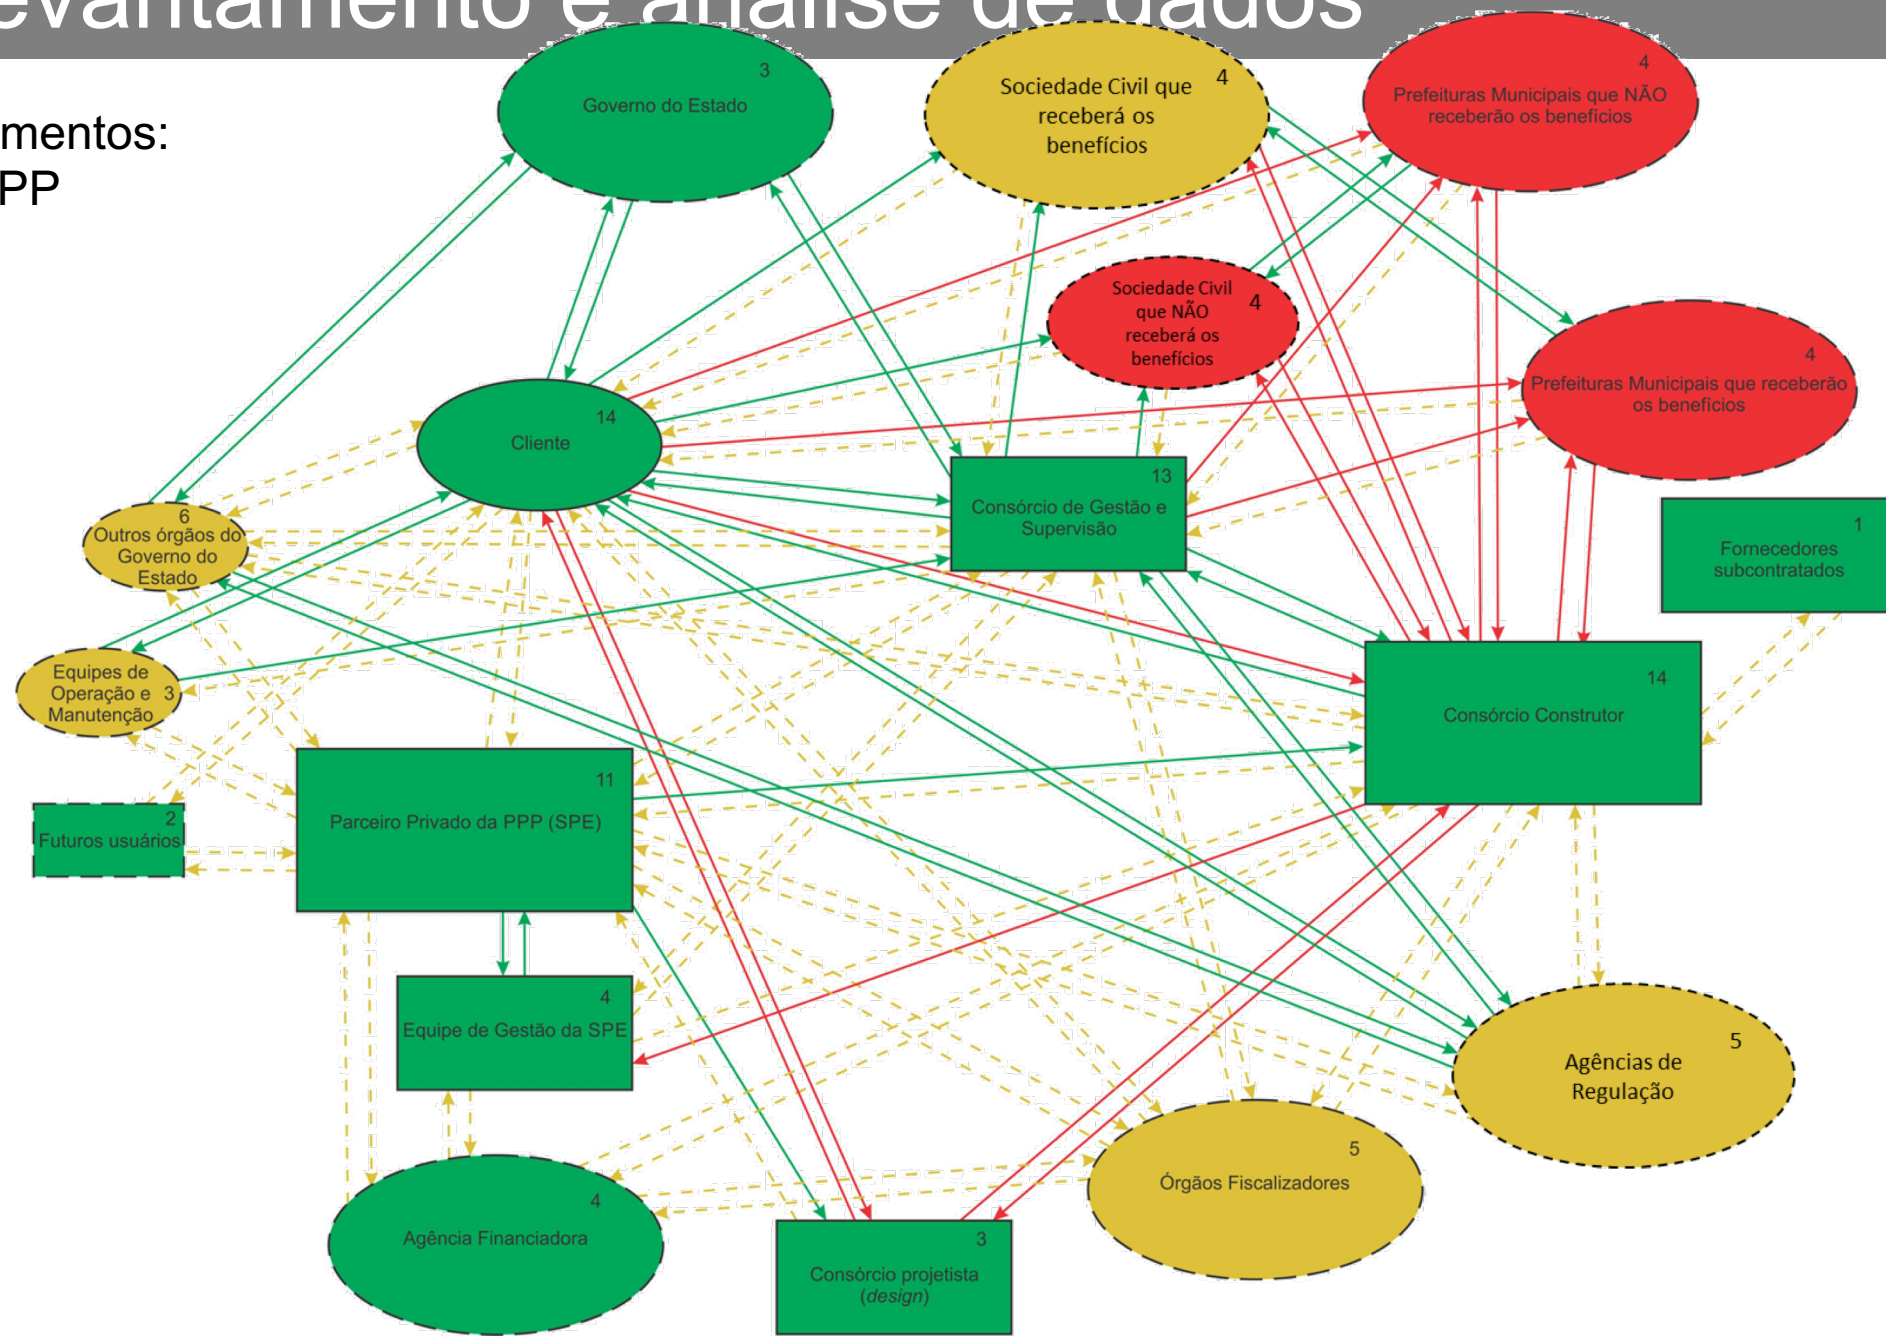 evantamento e análise de dados
mentos:
PP
3
Governo do Estado
4
Sociedade Civil que
receberá os
benefícios
4
Prefeituras Municipais que NÃO
receberão os benefícios
Sociedade Civil
que NÃO
receberá os
benefícios
4
4
Prefeituras Municipais que receberão
os benefícios
14
Cliente
13
Consórcio de Gestão e
Supervisão
6
Outros órgãos do
Governo do
Estado
1
Fornecedores
subcontratados
Equipes de
Operação e
Manutenção
3
14
Consórcio Construtor
11
Parceiro Privado da PPP (SPE)
2
Futuros usuários
4
Equipe de Gestão da SPE
5
Agências de
Regulação
5
Órgãos Fiscalizadores
4
Agência Financiadora
3
Consórcio projetista
(design)